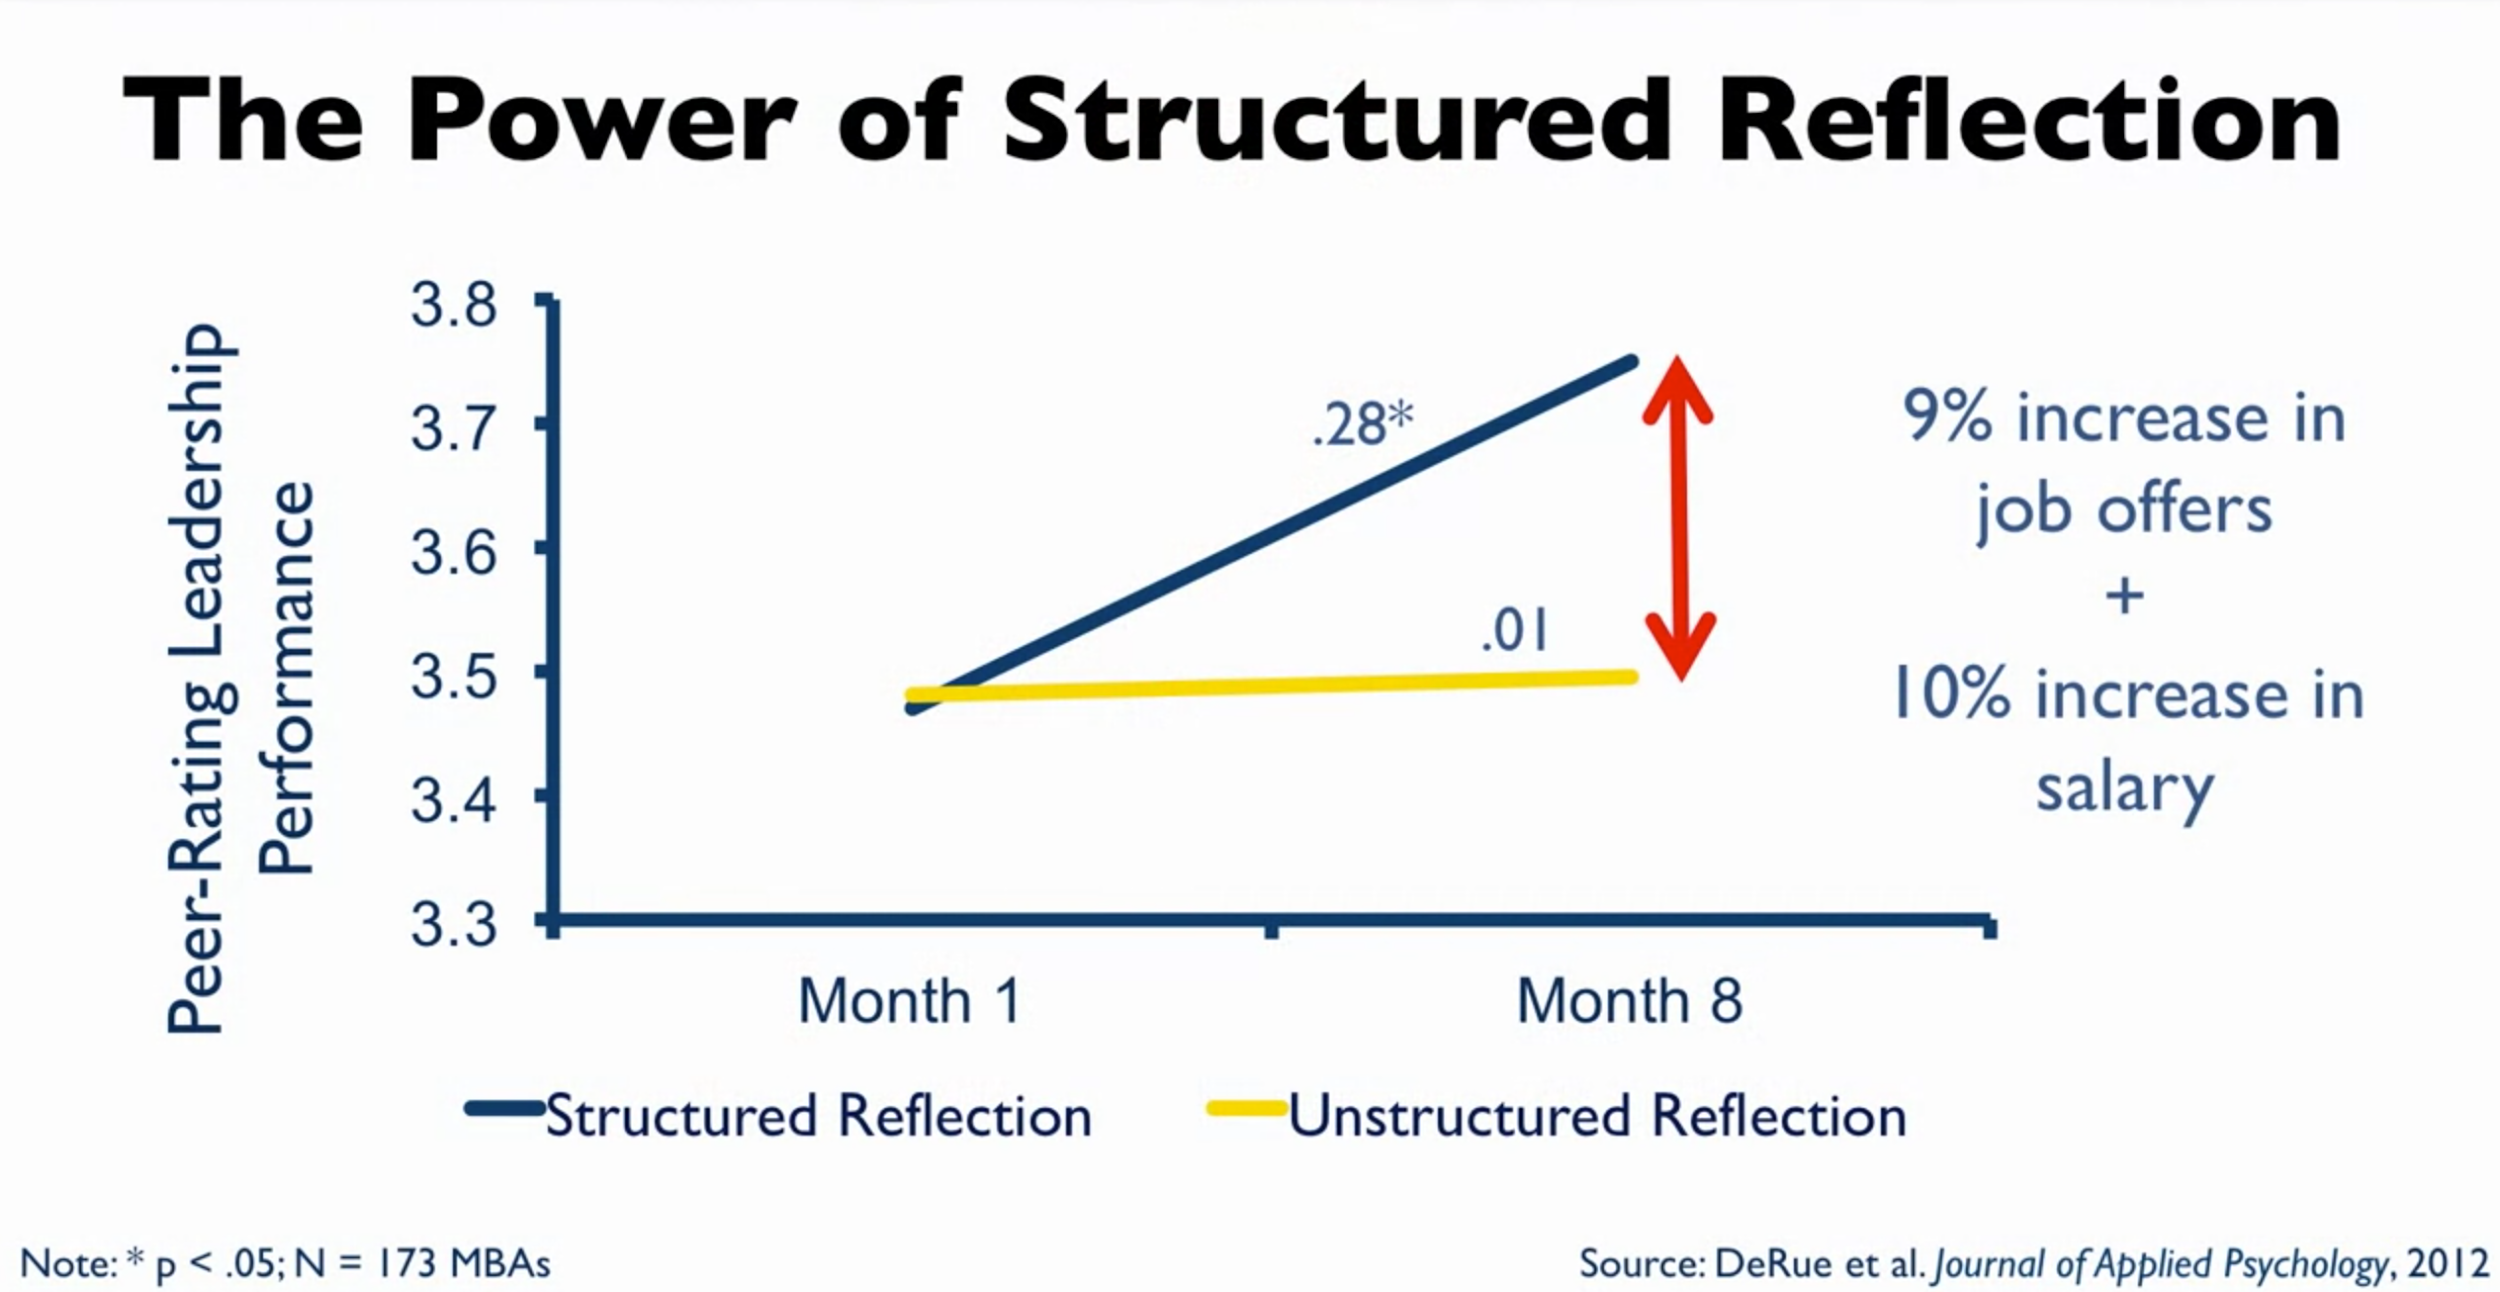 The Power of Structured Reflection
Peer-Rating Leadership
Performance
3.8
3.7
3.6
3.5
3.4
3.3
.28*
.01
9% increase in
job offers
+
10% increase in
salary
Month 1
Month 8
Structured Reflection
Unstructured Reflection
Note: * p < .05; N = 173 MBAs
Source: DeRue et al. Journal of Applied Psychology, 2012